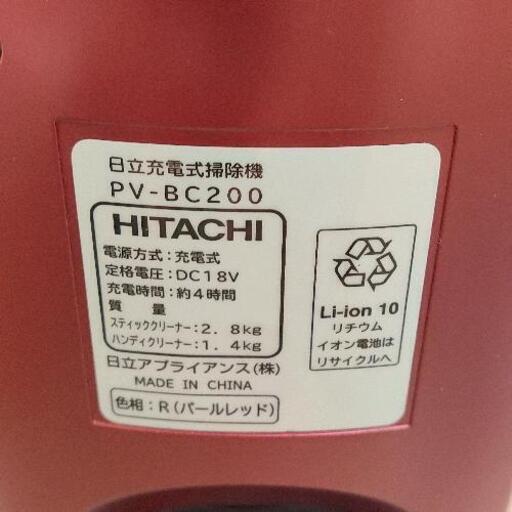 日立充電式掃除機
PV-BC200
HITACHI
電源方式：充電式
定格電圧：DC18V
充電時間：約4時間
質　量
スティッククリーナー：2.8kg
ハンディクリーナー：1.4kg
日立アプライアンス(株)
MADE IN CHINA
色相：R(パールレッド)
Li-ion 10
リチウム
イオン電池は
リサイクルへ